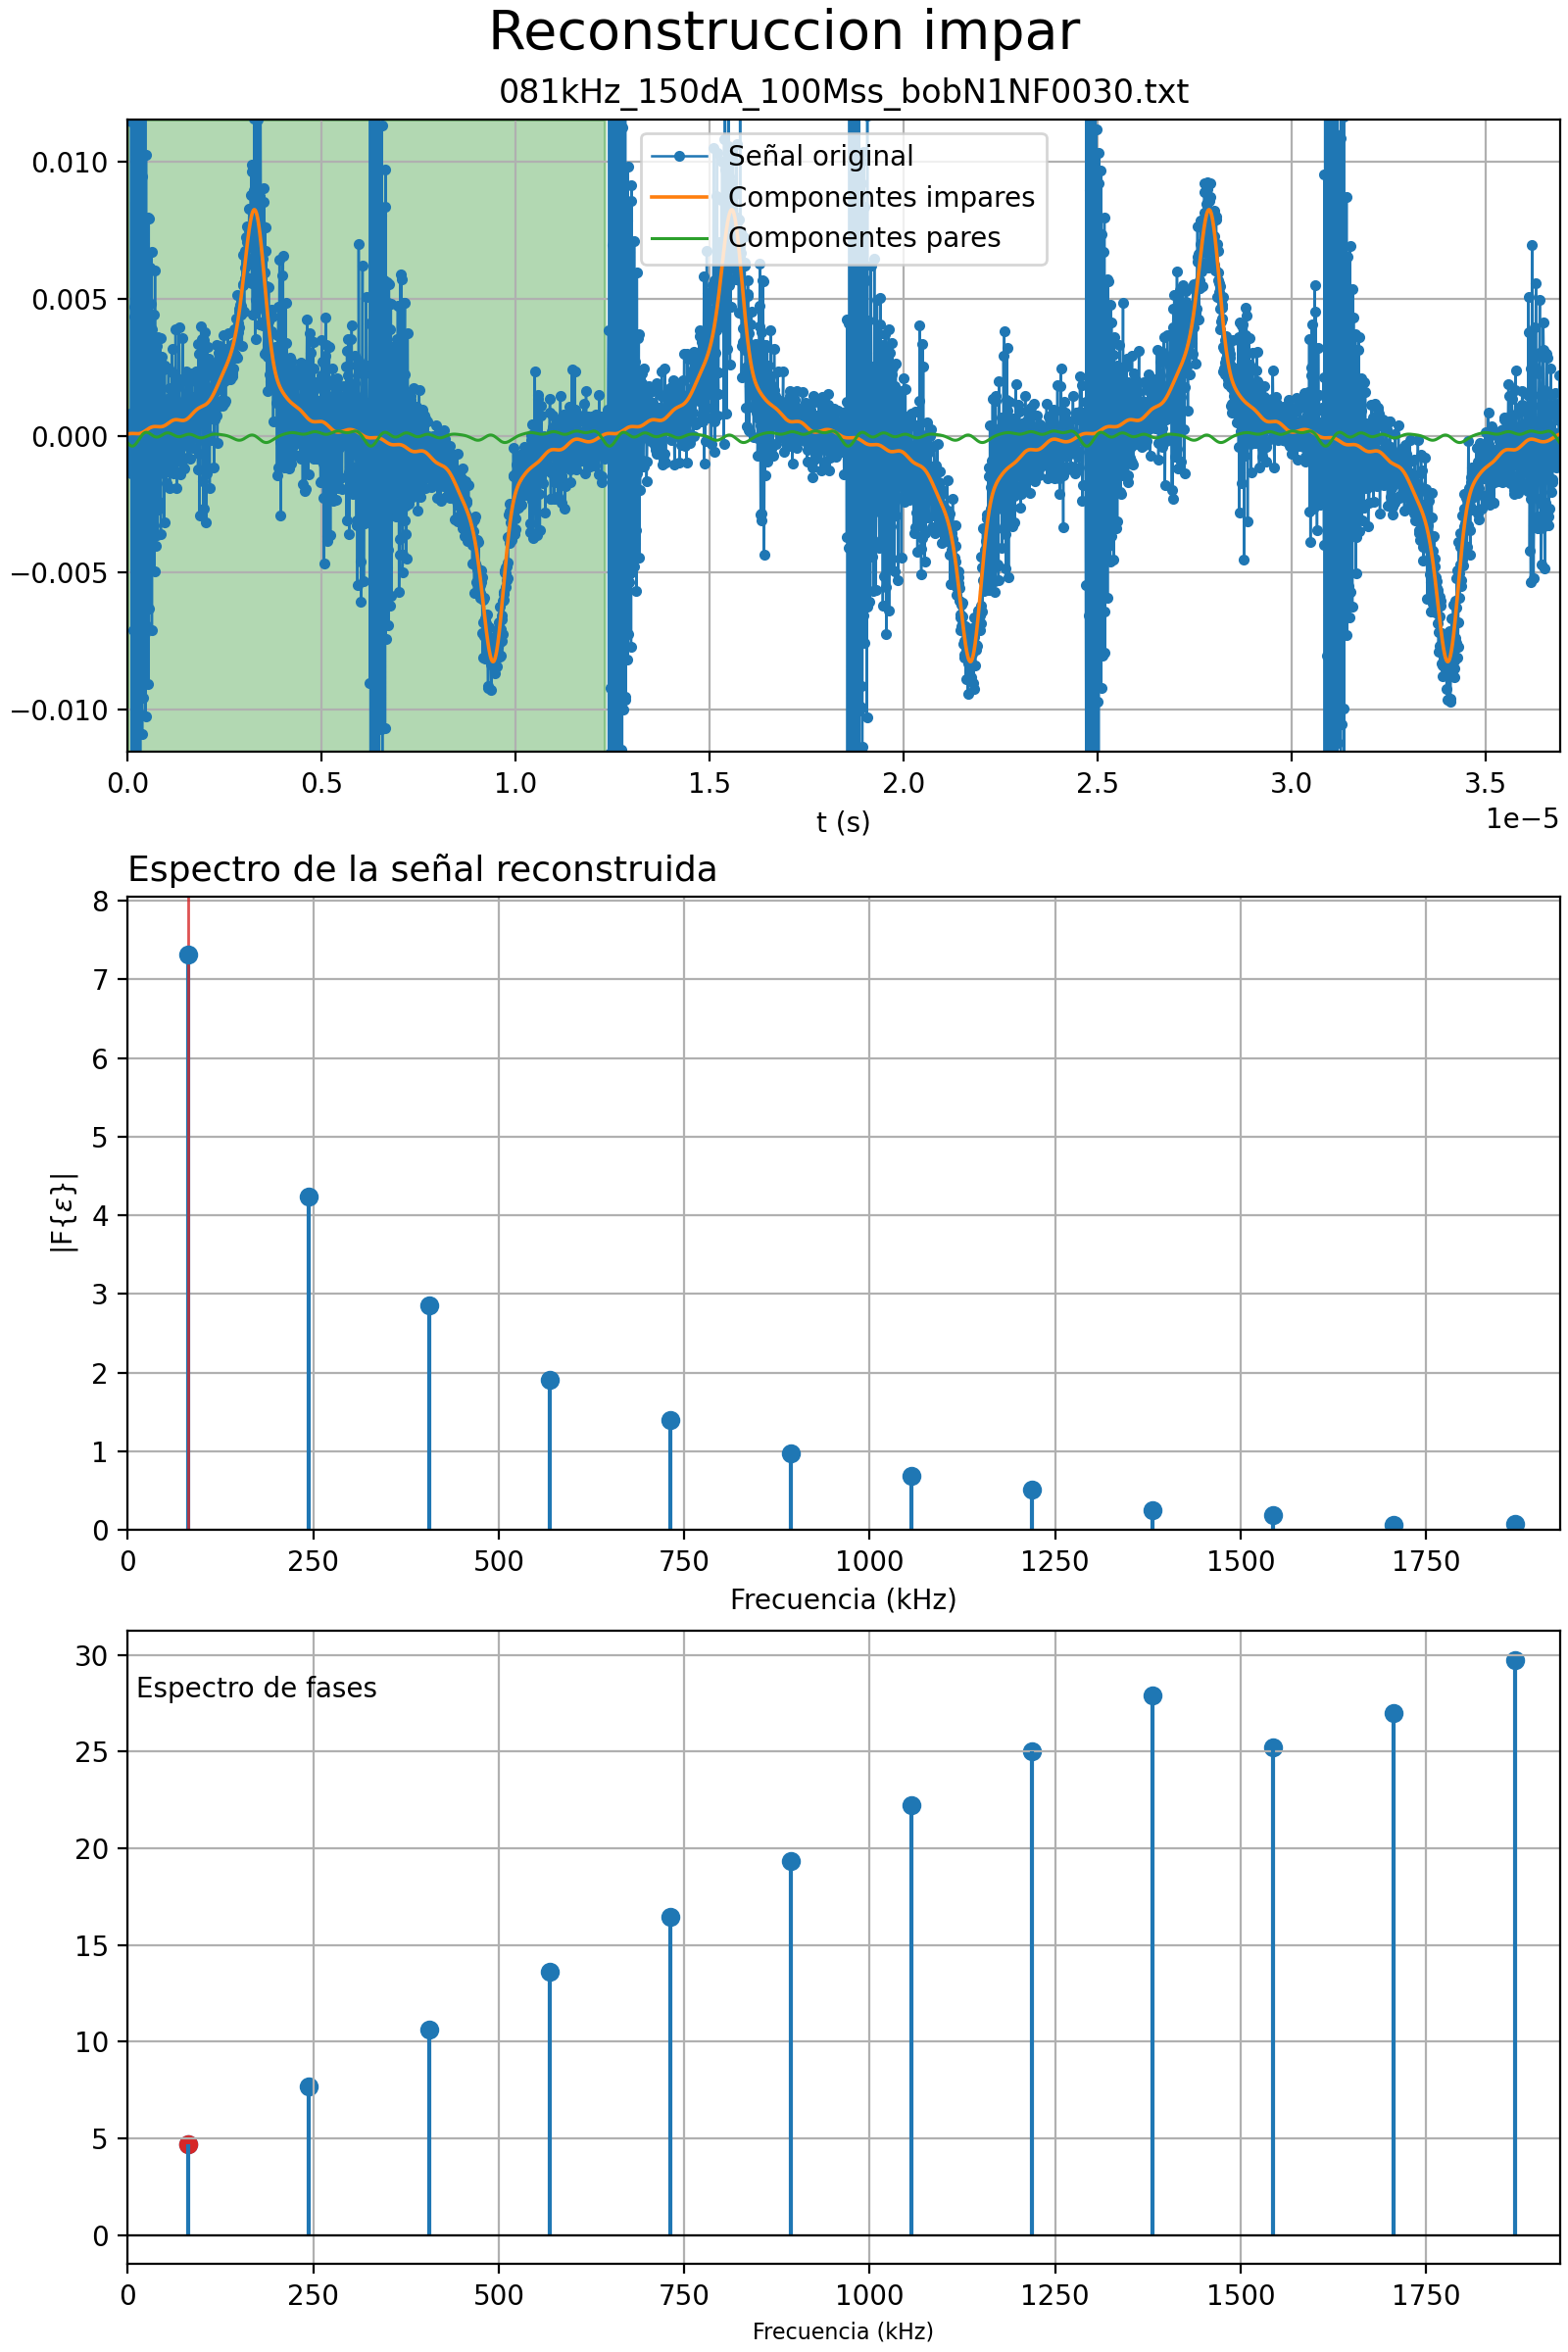 Reconstruccion impar
081kHz_150dA_100Mss_bobN1NF0030.txt
0.010
0.005
0.000
−0.005
−0.010
Señal original
Componentes impares
Componentes pares
0.0 0.5 1.0 1.5 2.0 2.5 3.0 3.5
t (s)
1e−5
Espectro de la señal reconstruida
8
7
6
5
4
3
2
1
0
|F{ε}|
0 250 500 750 1000 1250 1500 1750
Frecuencia (kHz)
30
25
20
15
10
5
0
Espectro de fases
0 250 500 750 1000 1250 1500 1750
Frecuencia (kHz)